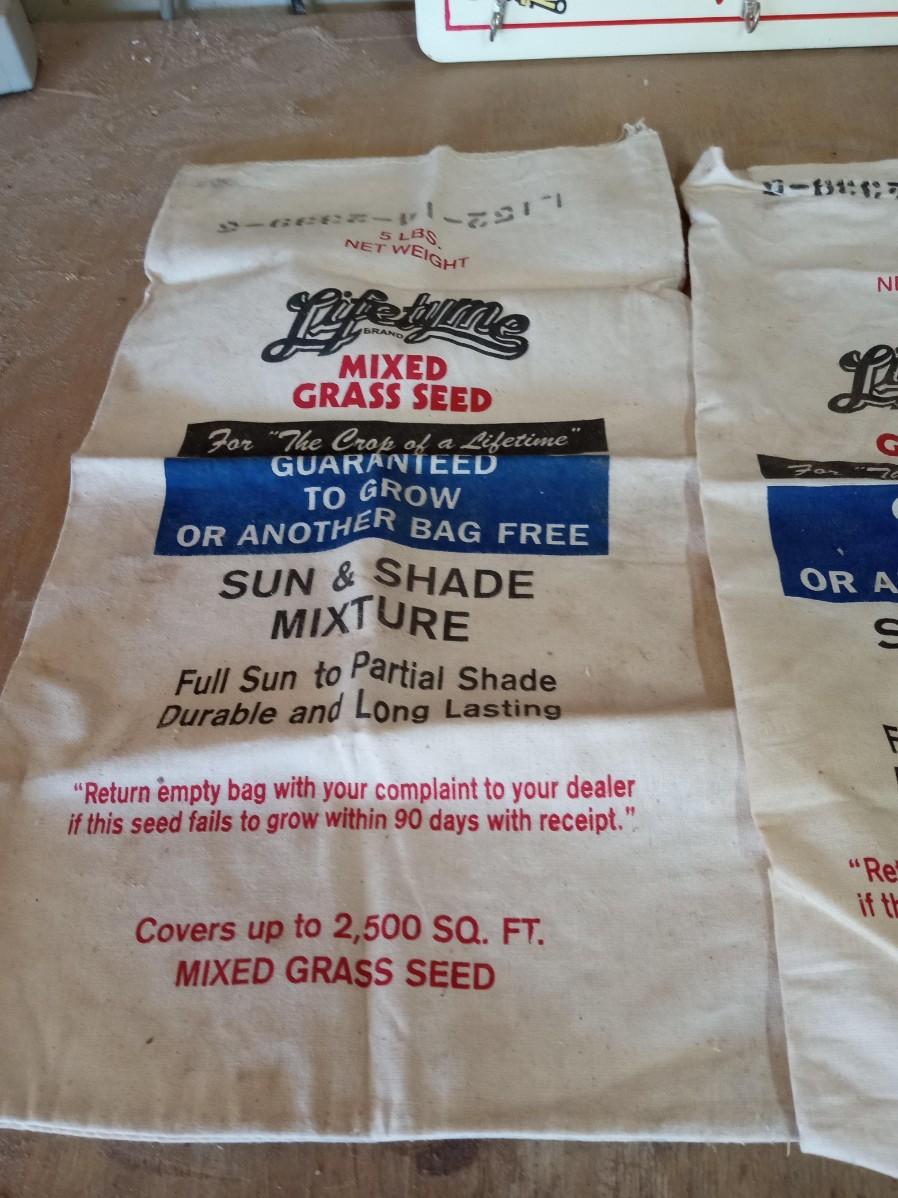 5 LBS.
NET WEIGHT
Lifetyme
BRAND
MIXED
GRASS SEED
For "The Crop of a Lifetime"
GUARANTEED
TO GROW
OR ANOTHER BAG FREE
SUN & SHADE
MIXTURE
Full Sun to Partial Shade
Durable and Long Lasting
"Return empty bag with your complaint to your dealer
if this seed fails to grow within 90 days with receipt."
Covers up to 2,500 SQ. FT.
MIXED GRASS SEED
OR
For